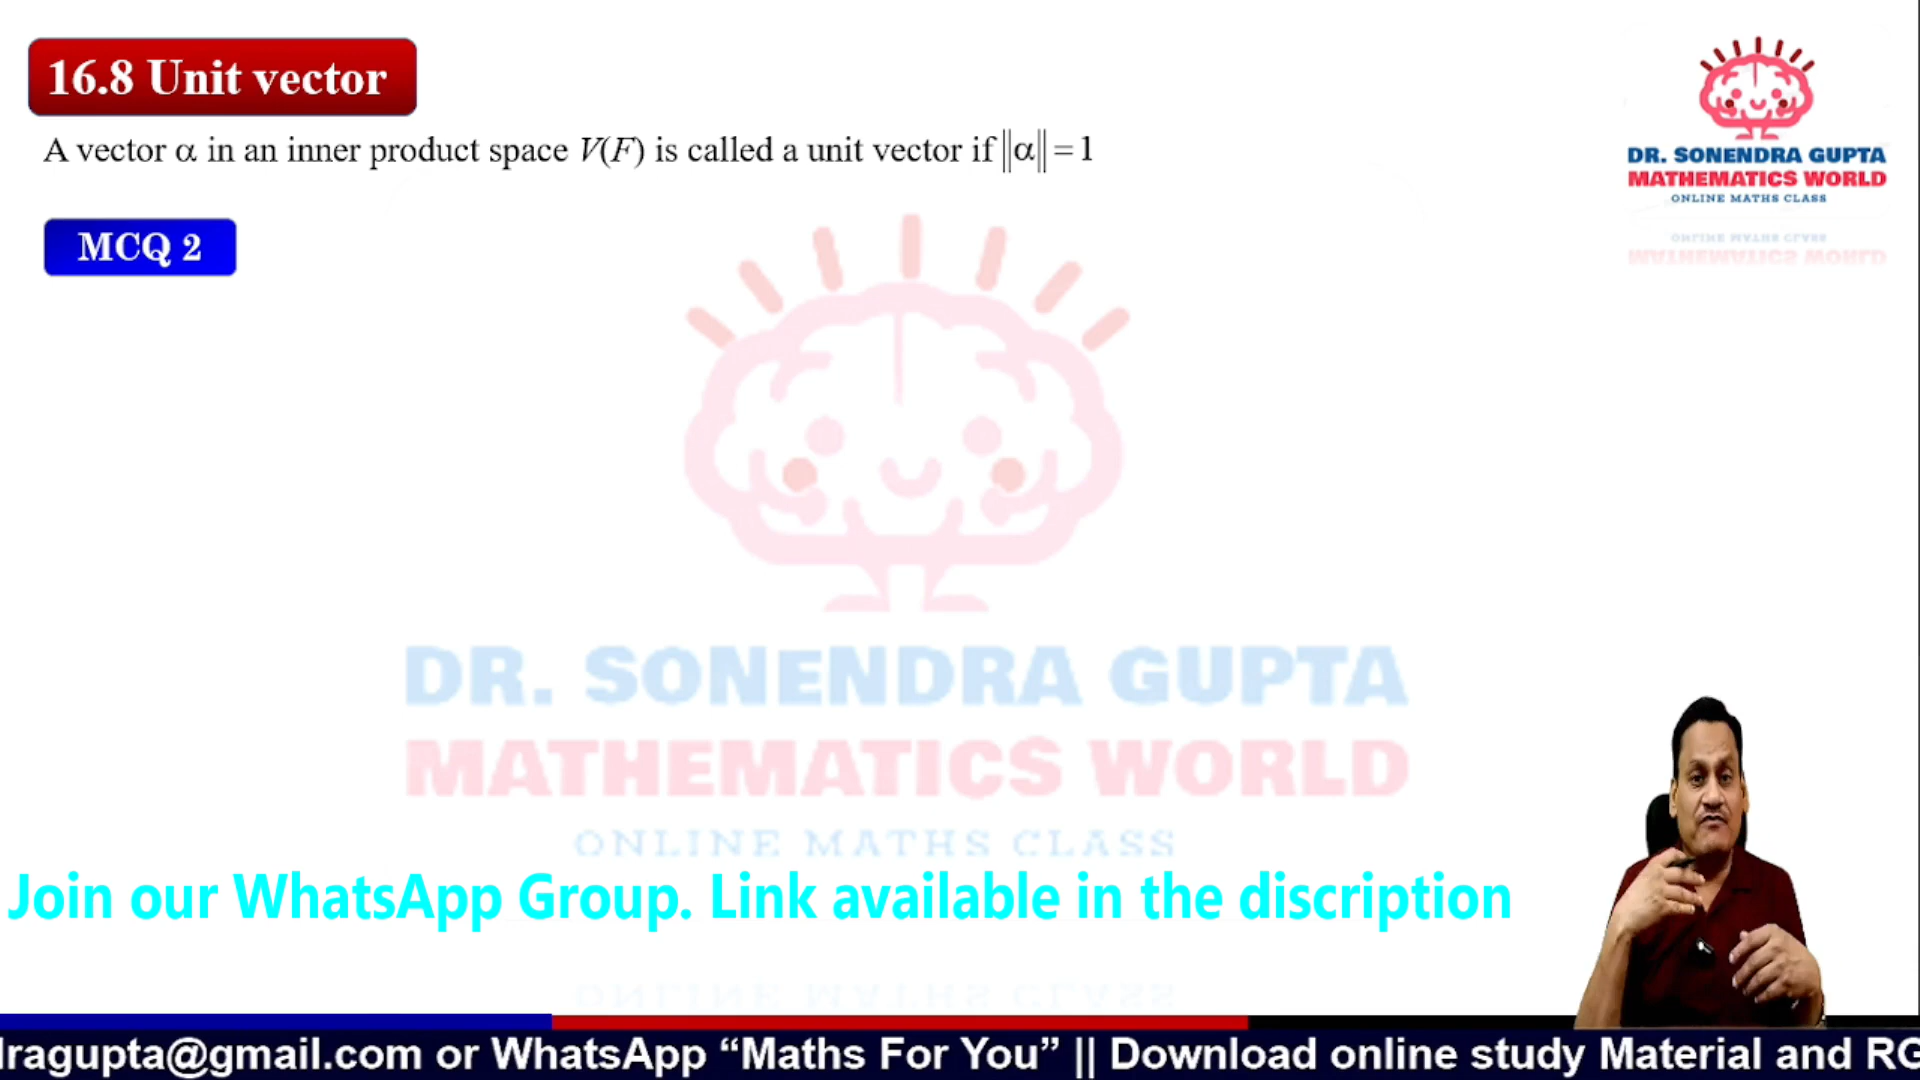 16.8 Unit vector
A vector α in an inner product space V(F) is called a unit vector if ||α|| = 1
MCQ 2
DR. SONENDRA GUPTA
MATHEMATICS WORLD
ONLINE MATHS CLASS
DR. SONENDRA GUPTA
MATHEMATICS WORLD
ONLINE MATHS CLASS
Join our WhatsApp Group. Link available in the discription
dragupta@gmail.com or WhatsApp “Maths For You” || Download online study Material and RG